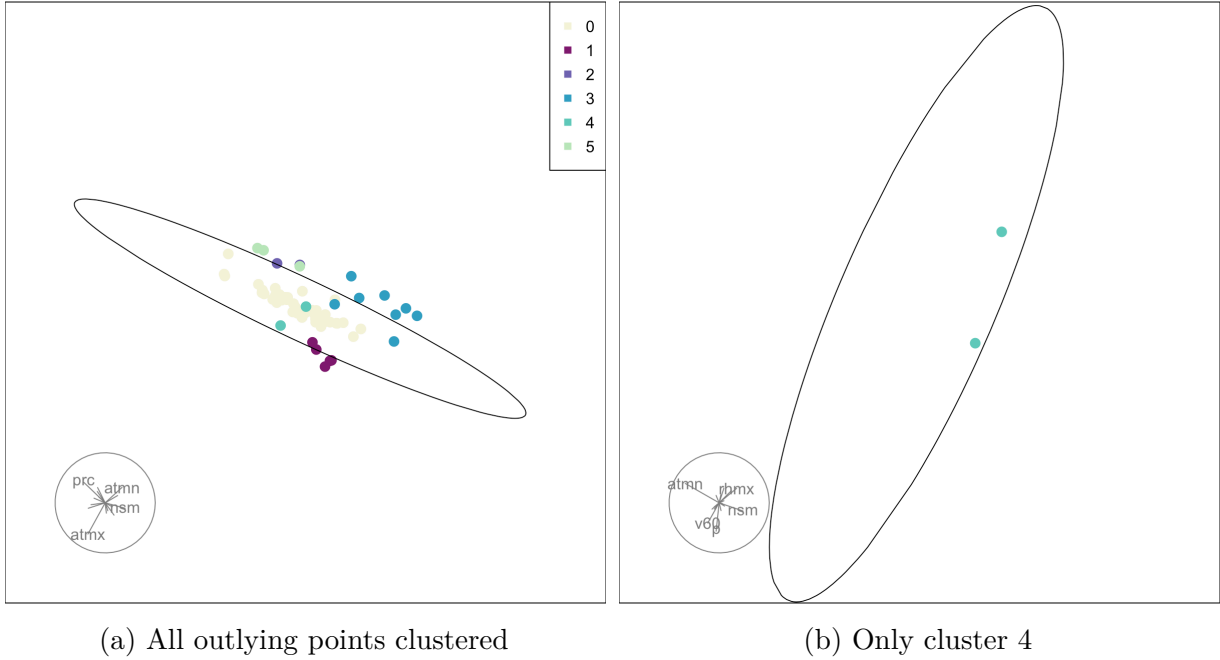 0
1
2
3
4
5
prc
atmn
nsm
atmx
atmn
rhmx
nsm
v60
(a) All outlying points clustered
(b) Only cluster 4